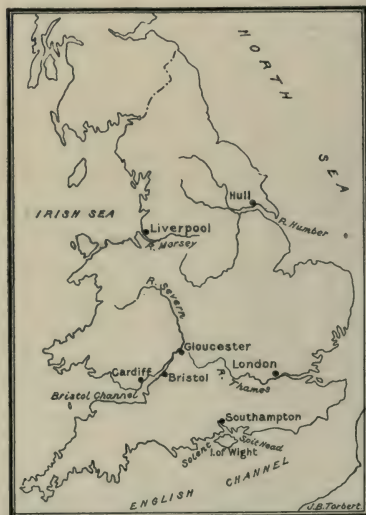 NORTH
SEA
Hull
R. Humber
IRISH SEA
Liverpool
R. Mersey
R. Severn
Gloucester
Cardiff
Bristol
R. Thames
London
Bristol Channel
Southampton
Solent
Spit Head
I. of Wight
ENGLISH CHANNEL
J.B. Torbert